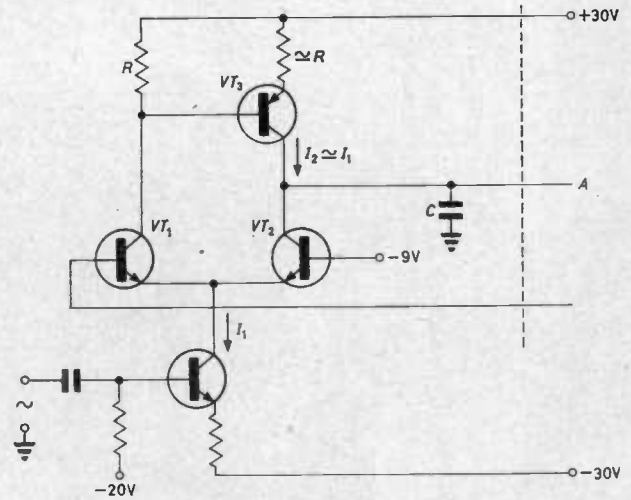 +30V
R
≃R
VT3
I2 ≃ I1
A
C
VT1
VT2
−9V
I1
∼
−20V
−30V